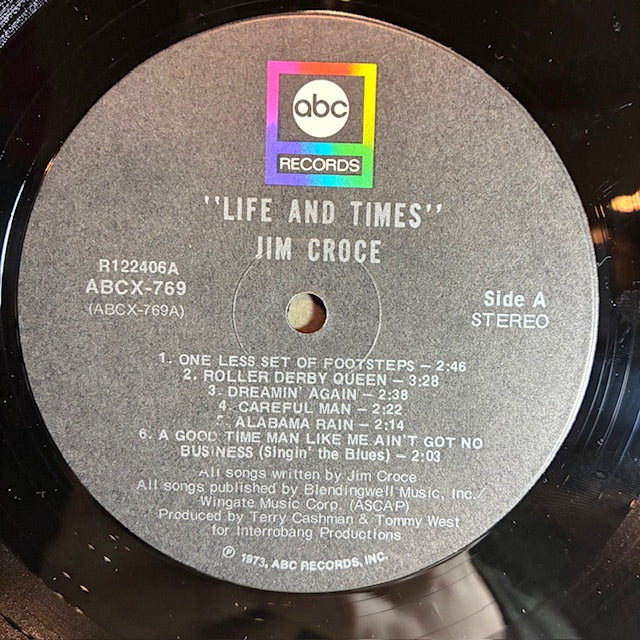 abc
RECORDS
"LIFE AND TIMES"
JIM CROCE
R122406A
ABCX-769
(ABCX-769A)
Side A
STEREO
1. ONE LESS SET OF FOOTSTEPS – 2:46
2. ROLLER DERBY QUEEN – 3:28
3. DREAMIN' AGAIN – 2:38
4. CAREFUL MAN – 2:22
5. ALABAMA RAIN – 2:14
6. A GOOD TIME MAN LIKE ME AIN'T GOT NO
BUSINESS (Singin' the Blues) – 2:03
All songs written by Jim Croce
All songs published by Blendingwell Music, Inc./
Wingate Music Corp. (ASCAP)
Produced by Terry Cashman & Tommy West
for Interrobang Productions
℗ 1973, ABC RECORDS, INC.